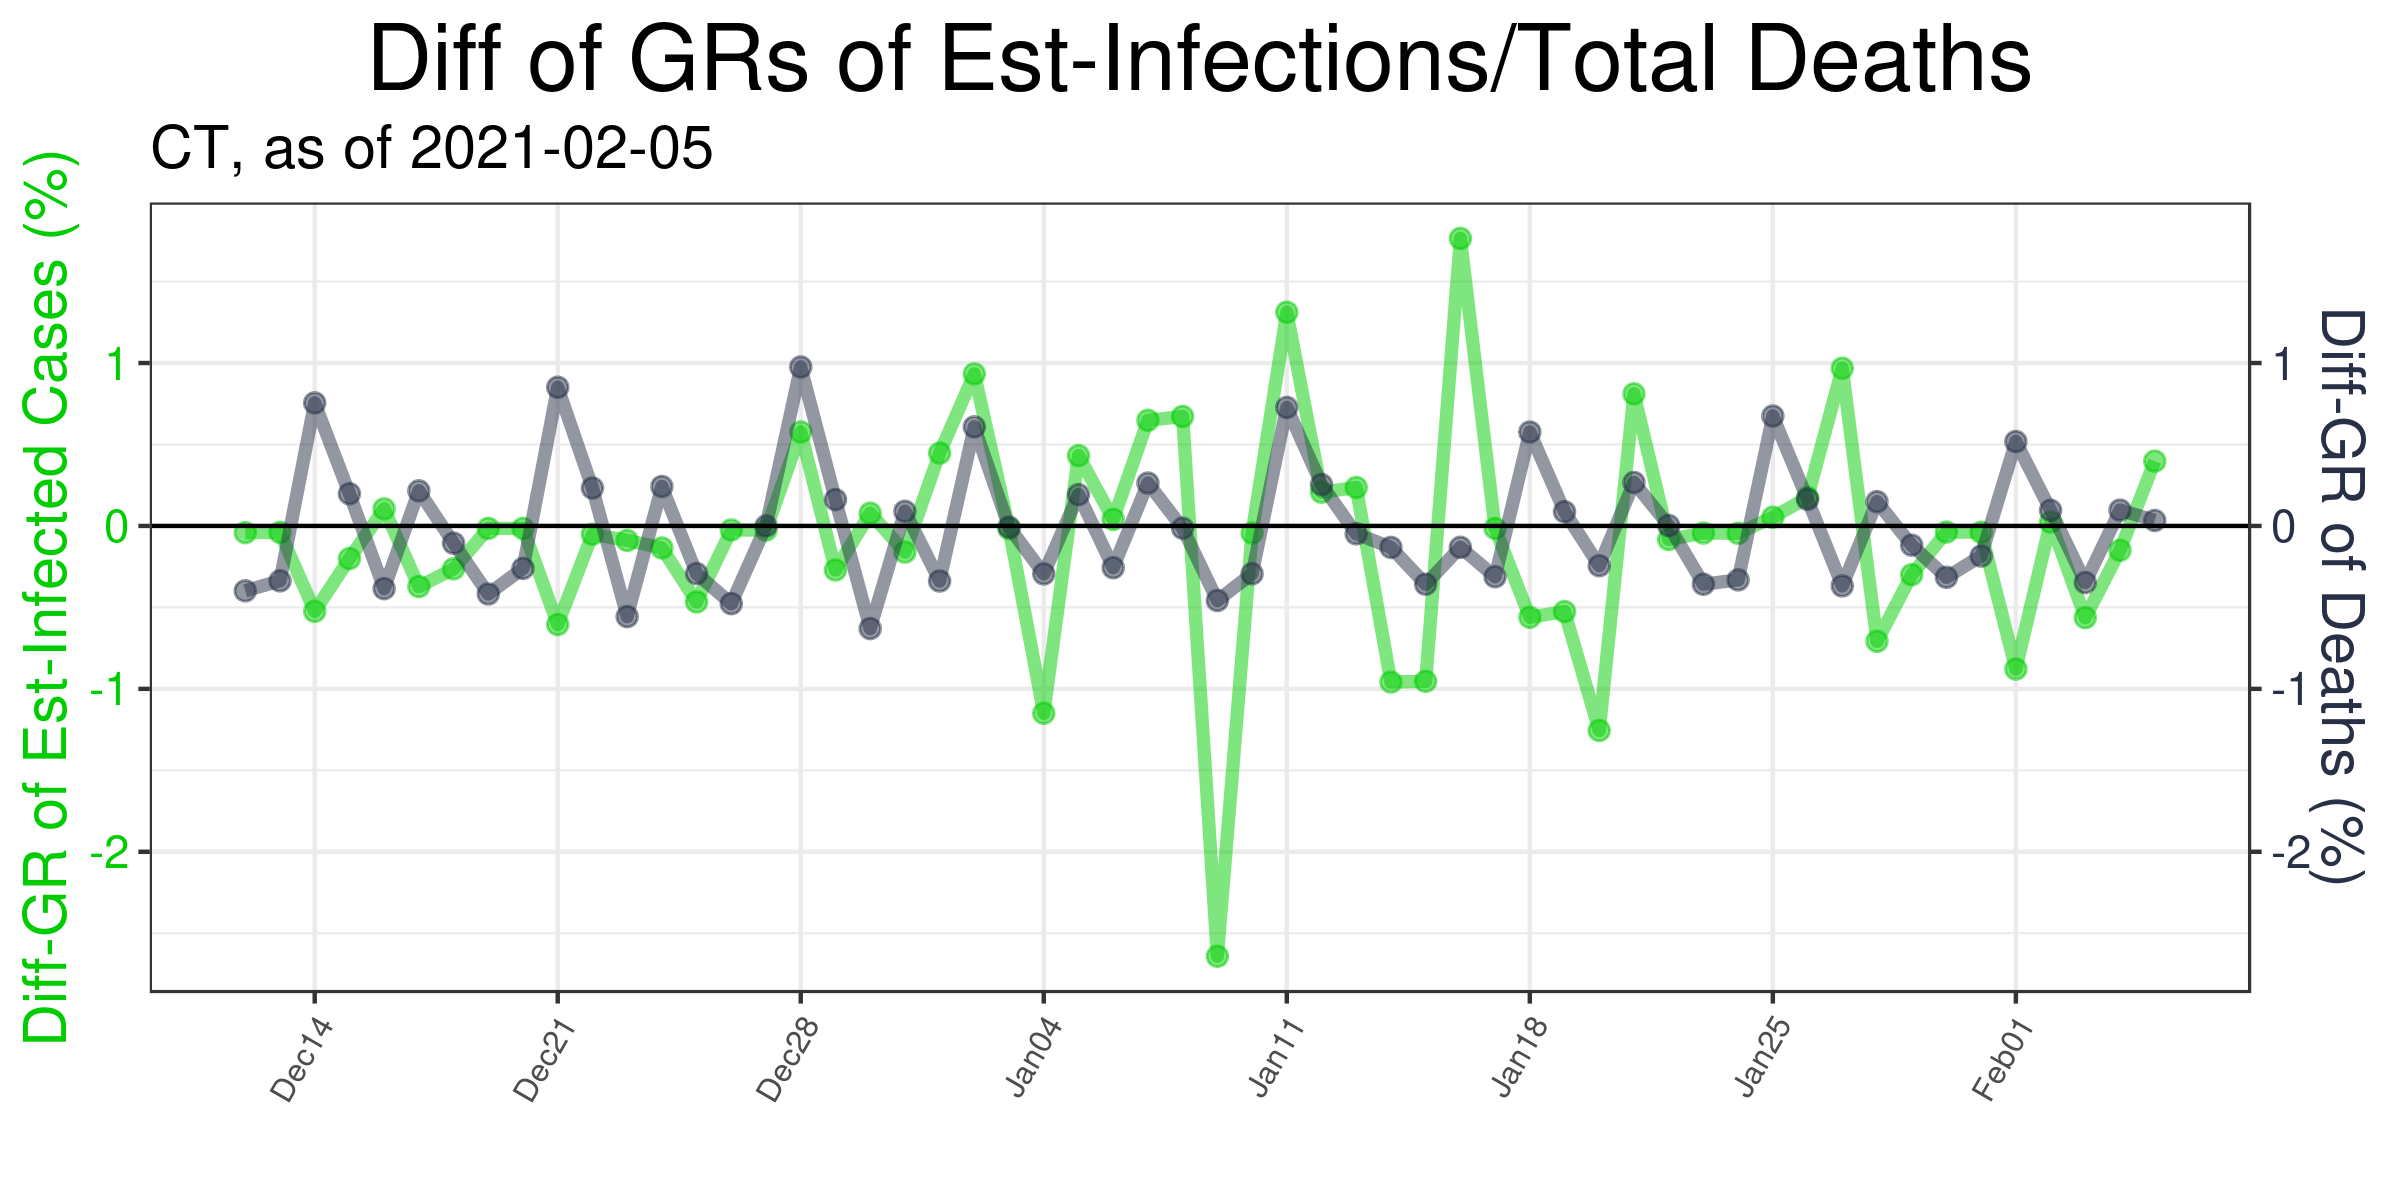 Diff of GRs of Est-Infections/Total Deaths
CT, as of 2021-02-05
Diff-GR of Est-Infected Cases (%)
1
0
-1
-2
1
0
-1
-2
Diff-GR of Deaths (%)
Dec14
Dec21
Dec28
Jan04
Jan11
Jan18
Jan25
Feb01